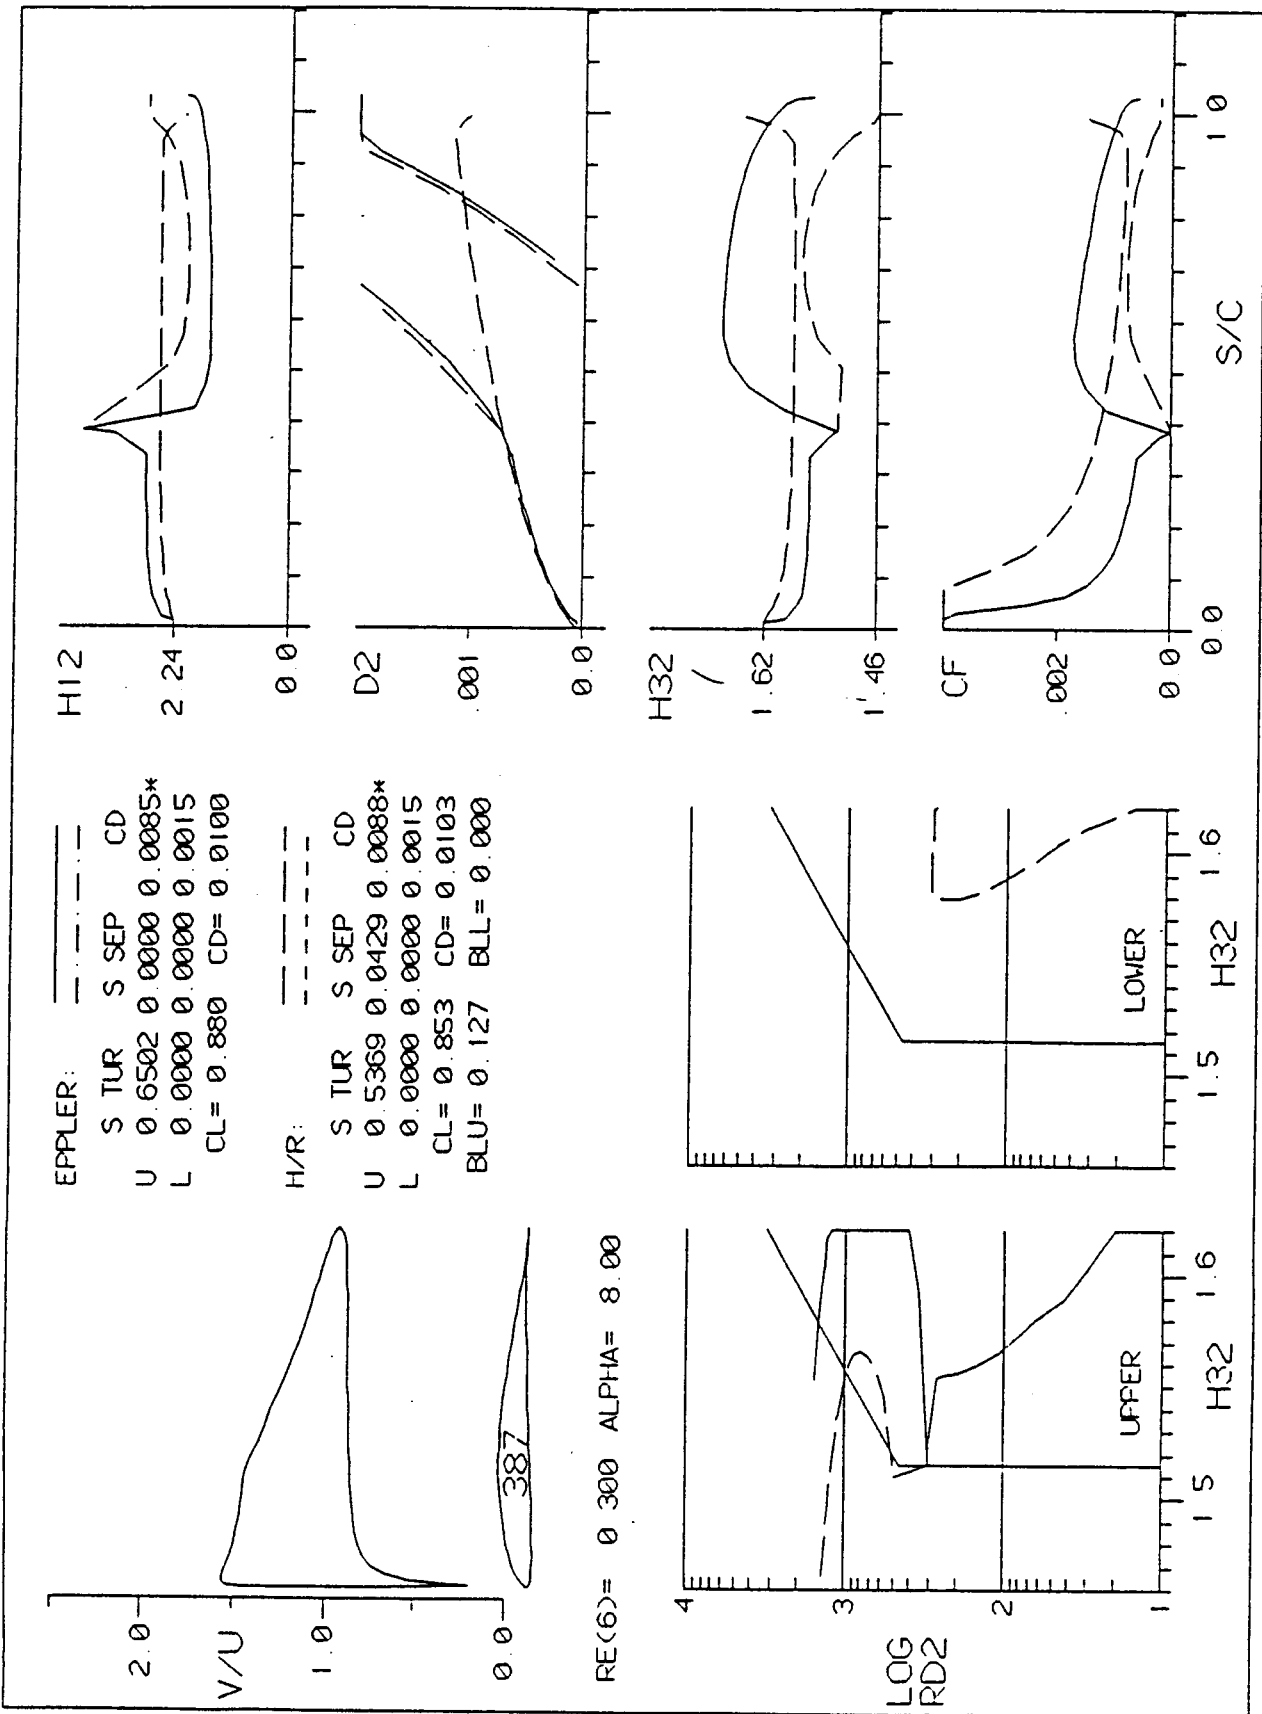 2.0
V/U
1.0
0.0
387
RE(6)= 0 300 ALPHA= 8.00
EPPLER:
S TUR S SEP CD
U 0.6502 0.0000 0.0085*
L 0.0000 0.0000 0.0015
CL= 0.880 CD= 0.0100
H/R:
S TUR S SEP CD
U 0.5369 0.0429 0.0088*
L 0.0000 0.0000 0.0015
CL= 0.853 CD= 0.0103
BLU= 0.127 BLL= 0.000
H12
2.24
0.0
D2
.001
0.0
H32
1.62
1.46
CF
.002
0.0
0.0
1 0
S/C
4
3
LOG
RD2
2
1
UPPER
1 5
1.6
H32
LOWER
1.5
1.6
H32